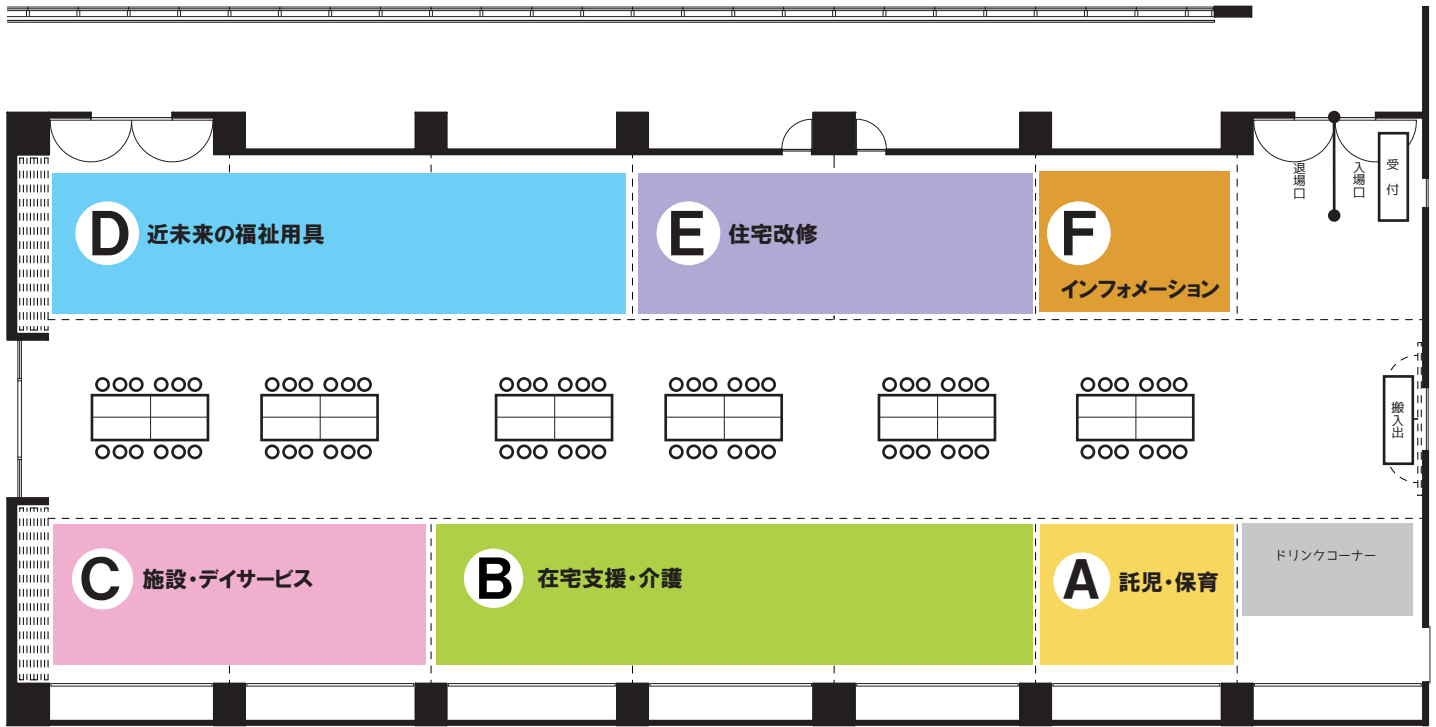 D 近未来の福祉用具
E 住宅改修
F
インフォメーション
退場口
入場口
受付
搬入出
C 施設・デイサービス
B 在宅支援・介護
A 託児・保育
ドリンクコーナー